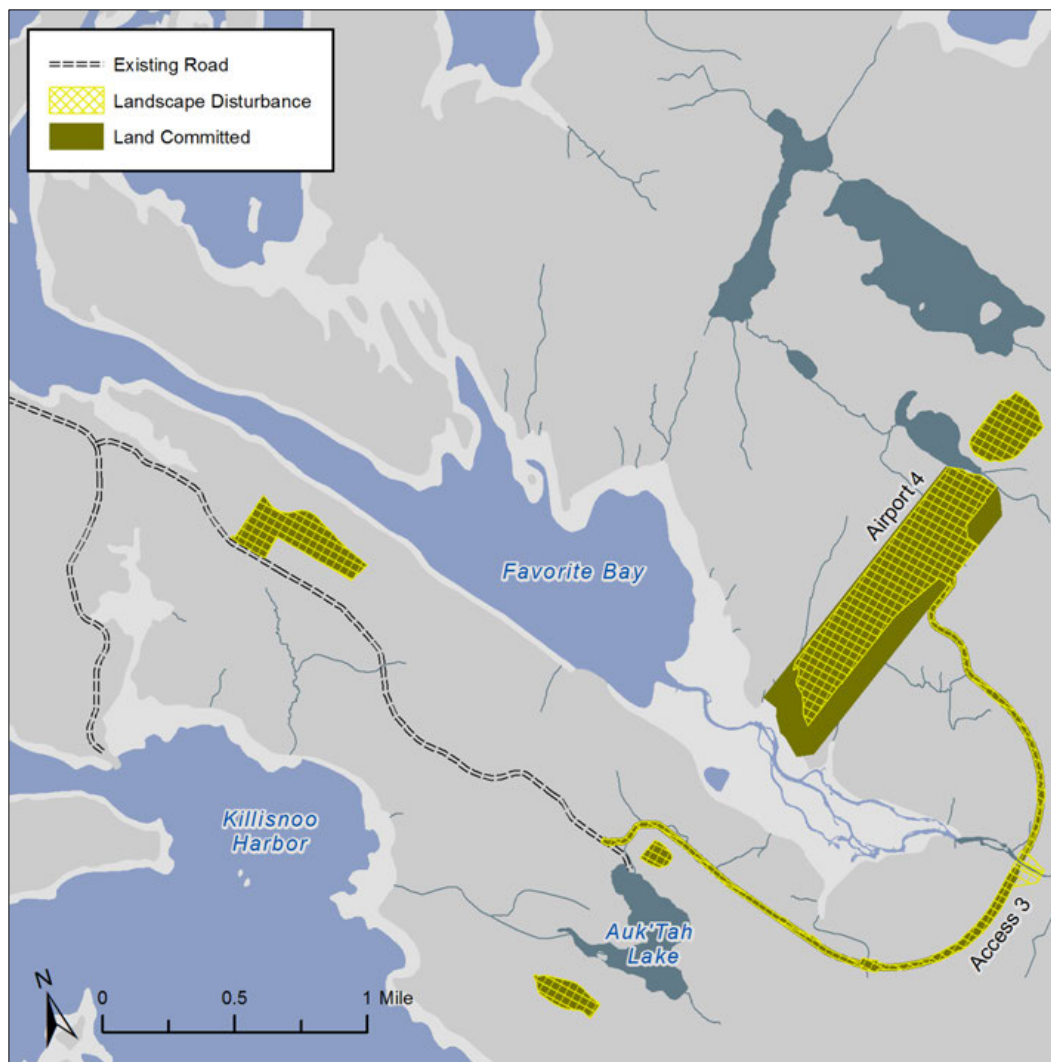 Existing Road
Landscape Disturbance
Land Committed
Airport 4
Favorite Bay
Killisnoo
Harbor
Auk'Tah
Lake
Access 3
N
0 0.5 1 Mile